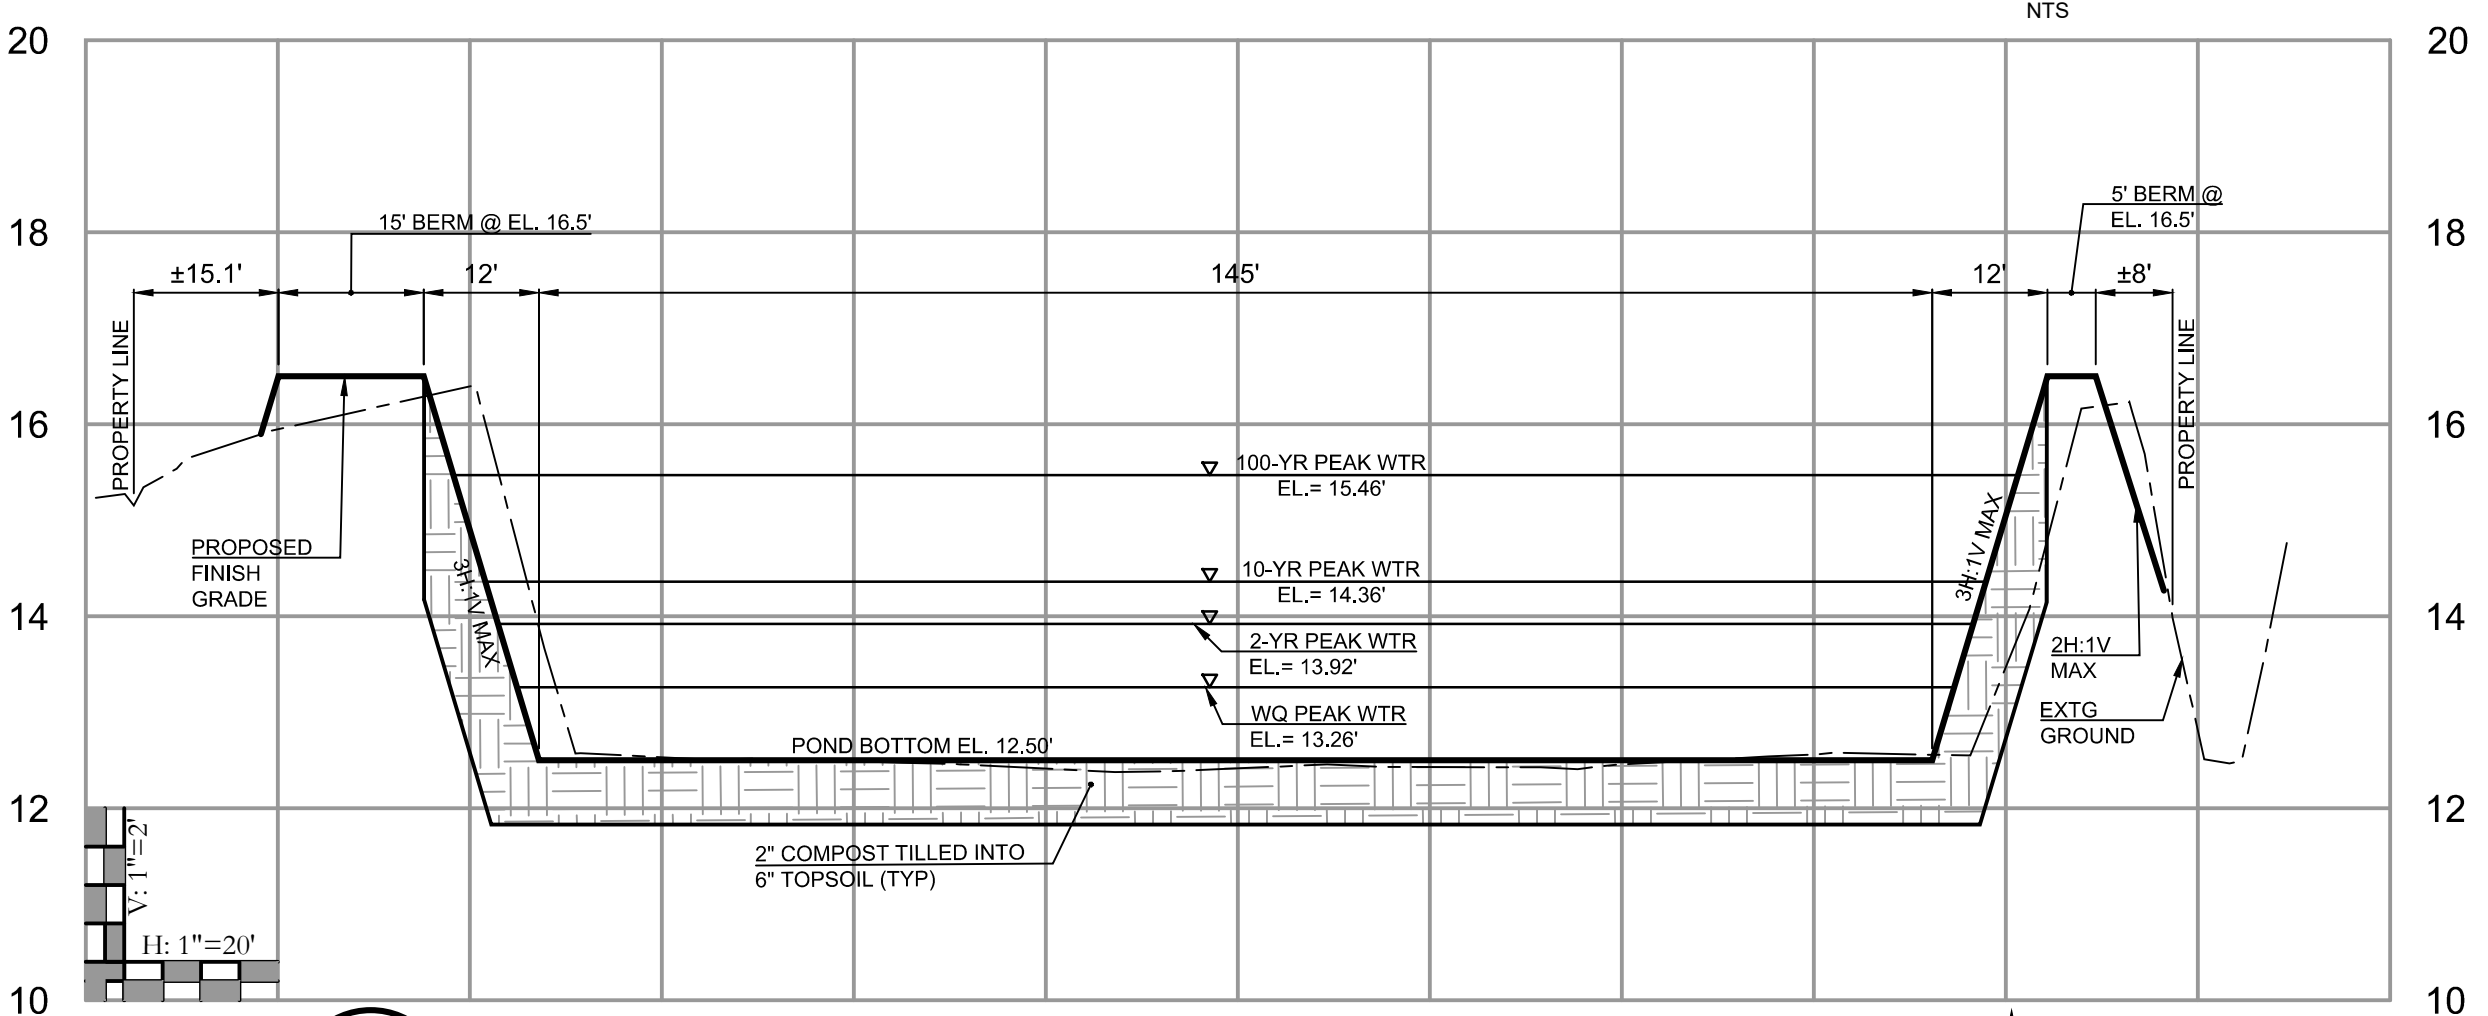 NTS
20
20
18
18
16
16
14
14
12
12
10
10
15' BERM @ EL. 16.5'
5' BERM @
EL. 16.5'
±15.1'
12'
145'
12'
±8'
PROPERTY LINE
PROPERTY LINE
100-YR PEAK WTR
EL.= 15.46'
PROPOSED
FINISH
GRADE
3H:1V MAX
3H:1V MAX
10-YR PEAK WTR
EL.= 14.36'
2-YR PEAK WTR
EL.= 13.92'
2H:1V
MAX
WQ PEAK WTR
EL.= 13.26'
EXTG
GROUND
POND BOTTOM EL. 12.50'
2" COMPOST TILLED INTO
6" TOPSOIL (TYP)
V: 1"=2'
H: 1"=20'